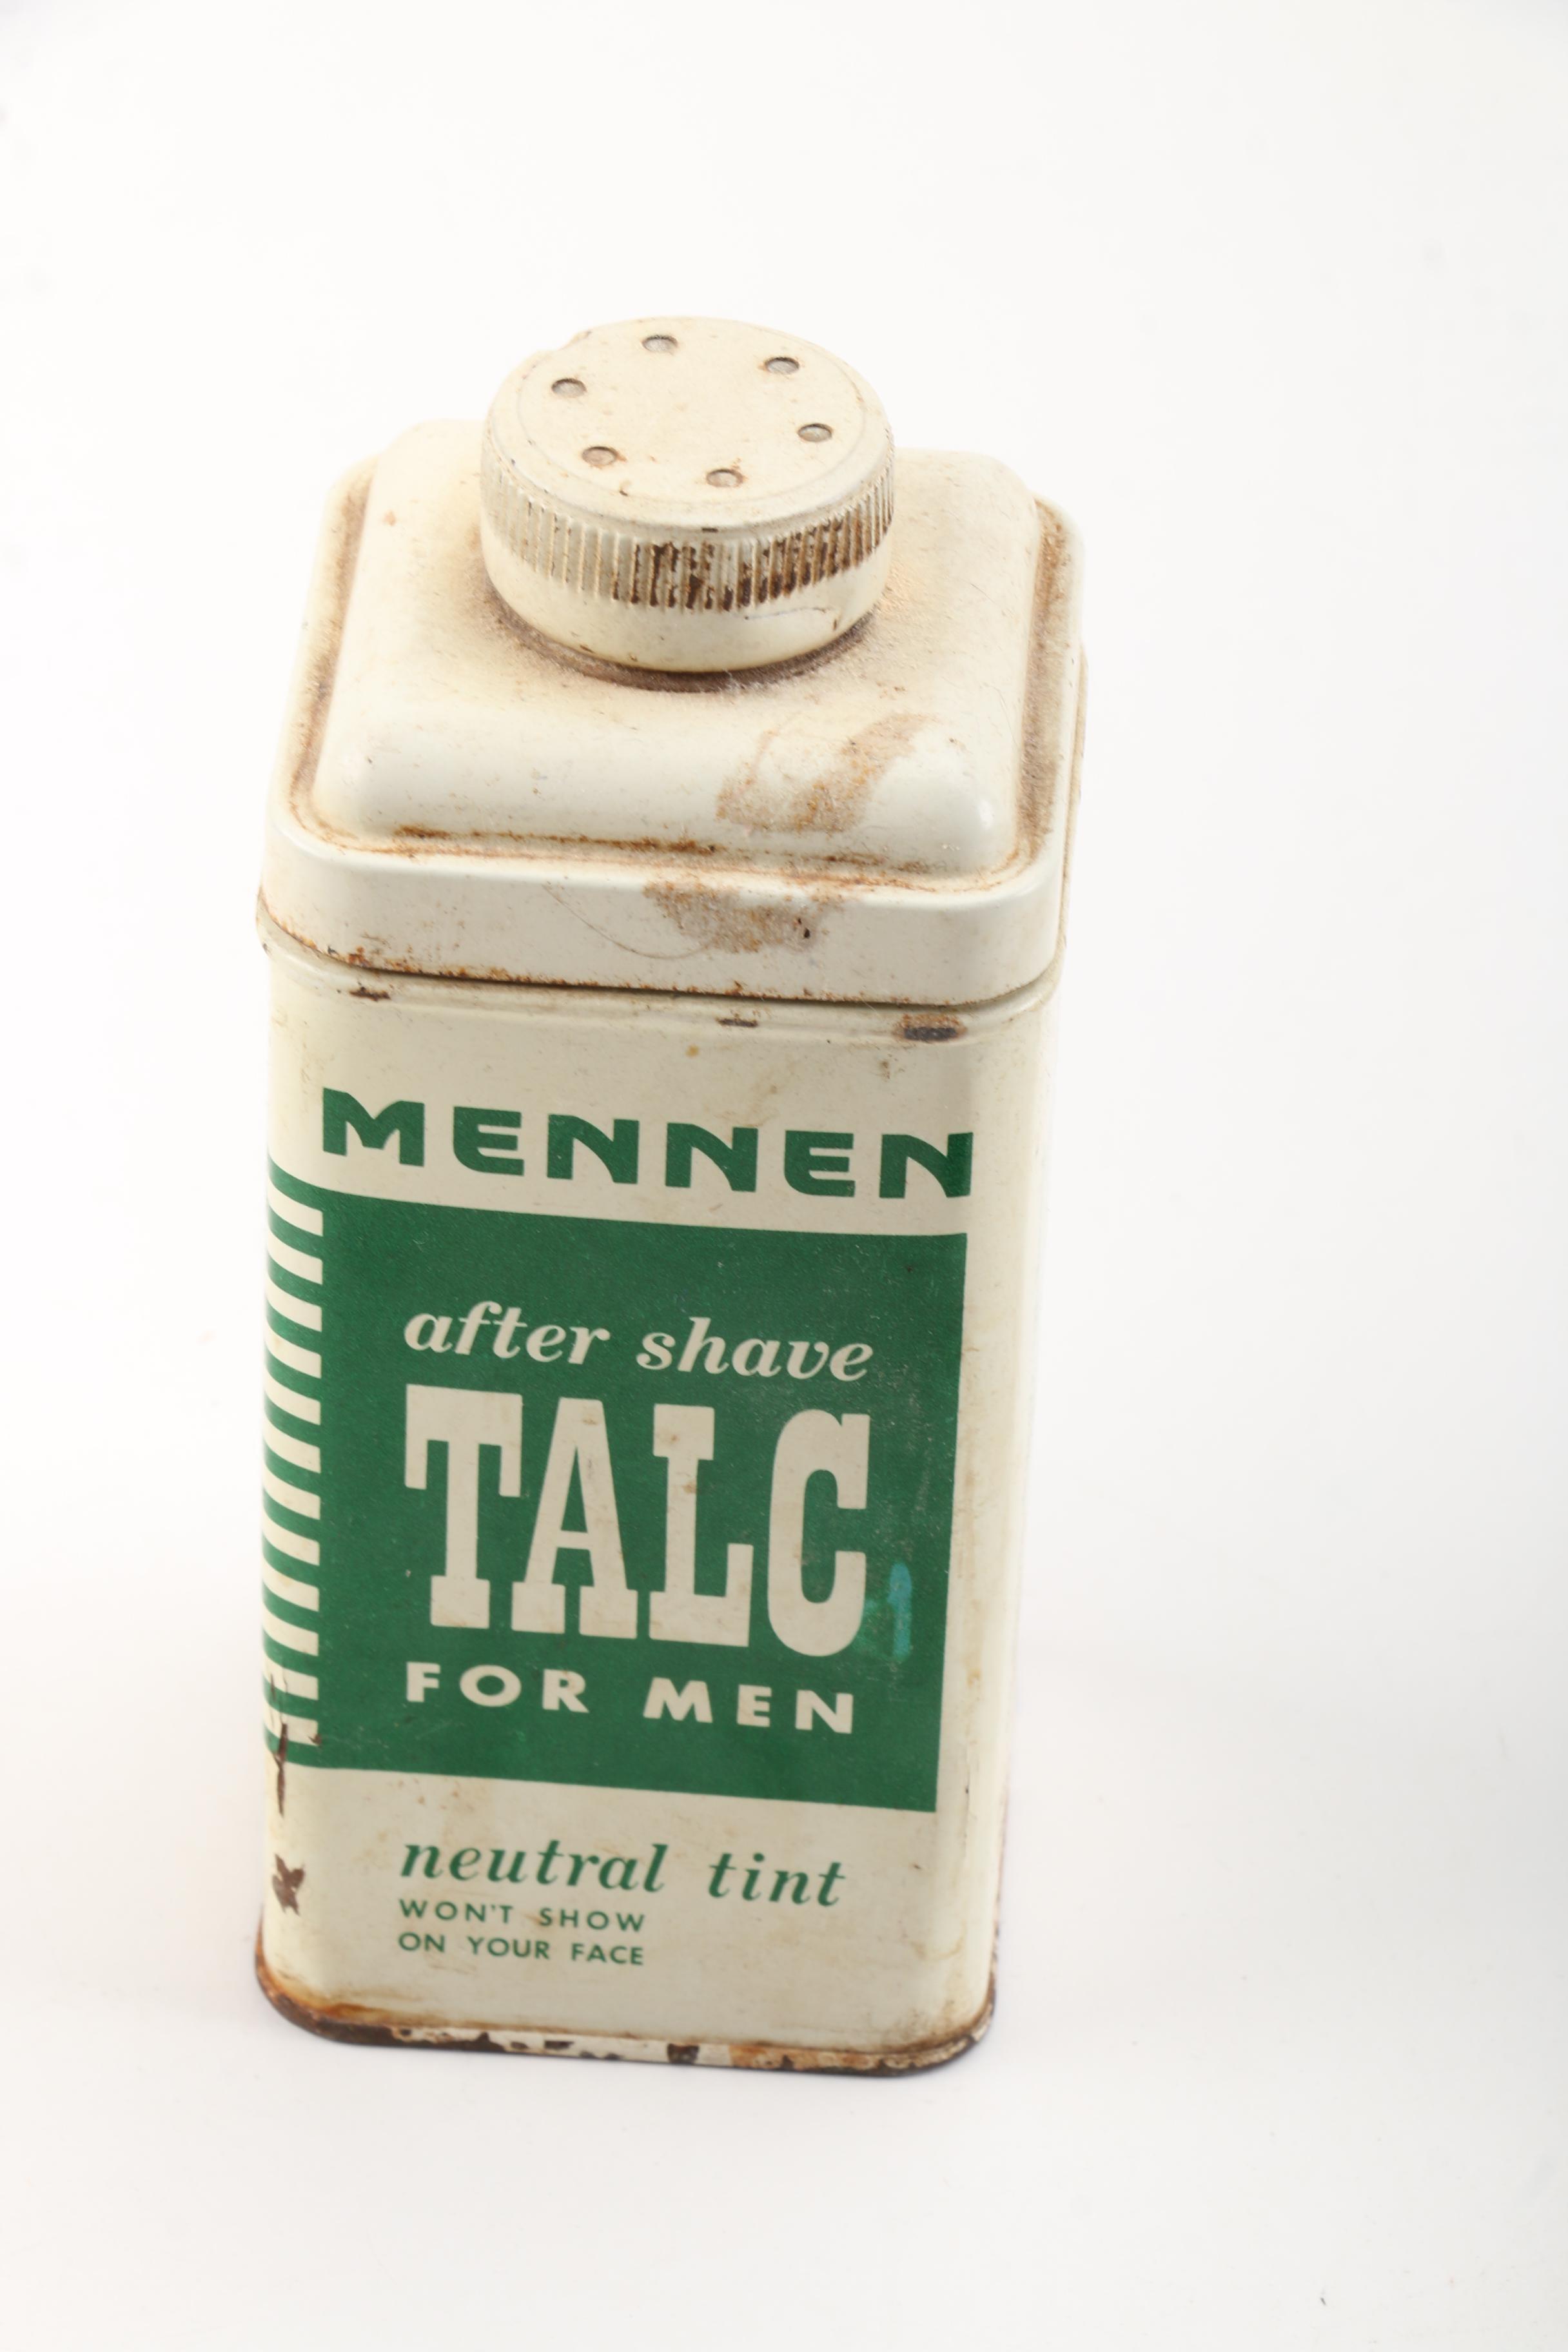 MENNEN
after shave
TALC
FOR MEN
neutral tint
WON'T SHOW
ON YOUR FACE